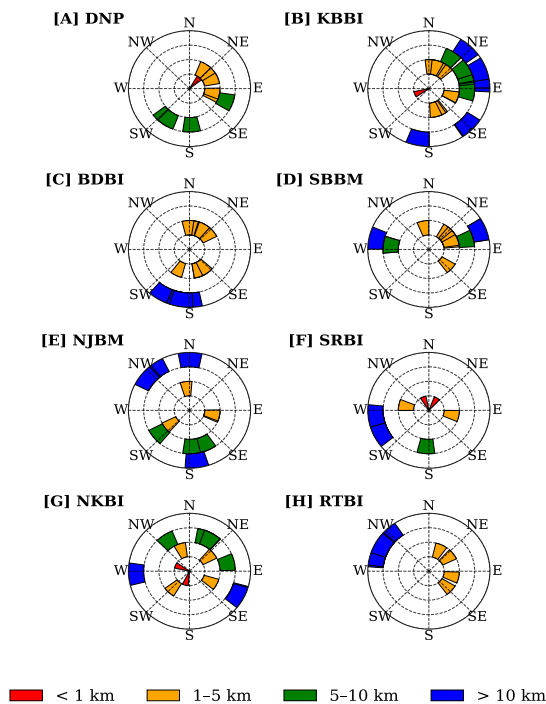 [A] DNP
N
NW
NE
W
E
SW
SE
S
[B] KBBI
N
NW
NE
W
E
SW
SE
S
[C] BDBI
N
NW
NE
W
E
SW
SE
S
[D] SBBM
N
NW
NE
W
E
SW
SE
S
[E] NJBM
N
NW
NE
W
E
SW
SE
S
[F] SRBI
N
NW
NE
W
E
SW
SE
S
[G] NKBI
N
NW
NE
W
E
SW
SE
S
[H] RTBI
N
NW
NE
W
E
SW
SE
S
< 1 km 1–5 km 5–10 km > 10 km